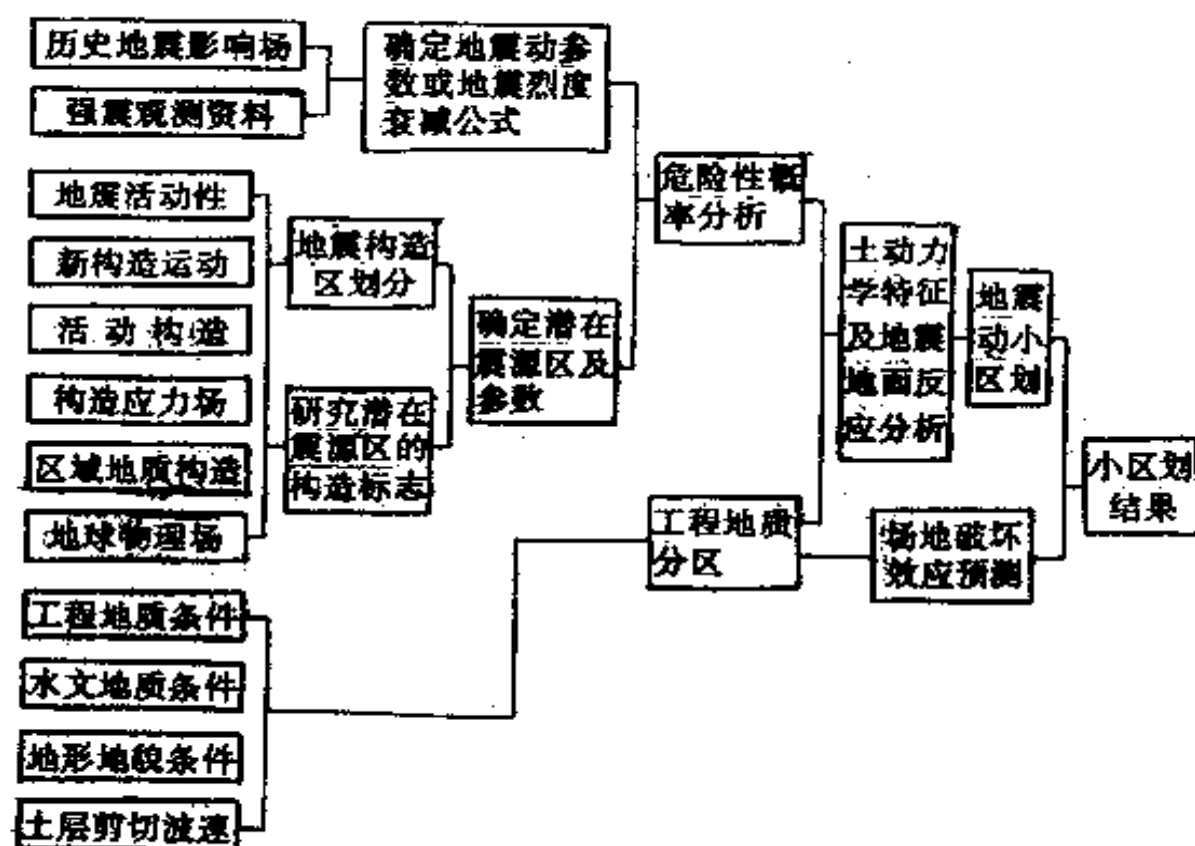 历史地震影响场
强震观测资料
确定地震动参
数或地震烈度
衰减公式
地震活动性
新构造运动
活动构造
构造应力场
区域地质构造
地球物理场
地震构造
区划分
研究潜在
震源区的
构造标志
确定潜在
震源区及
参数
危险性概
率分析
工程地质条件
水文地质条件
地形地貌条件
土层剪切波速
工程地质
分区
土动力
学特征
及地震
地面反
应分析
地震
动小
区划
场地破坏
效应预测
小区划
结果